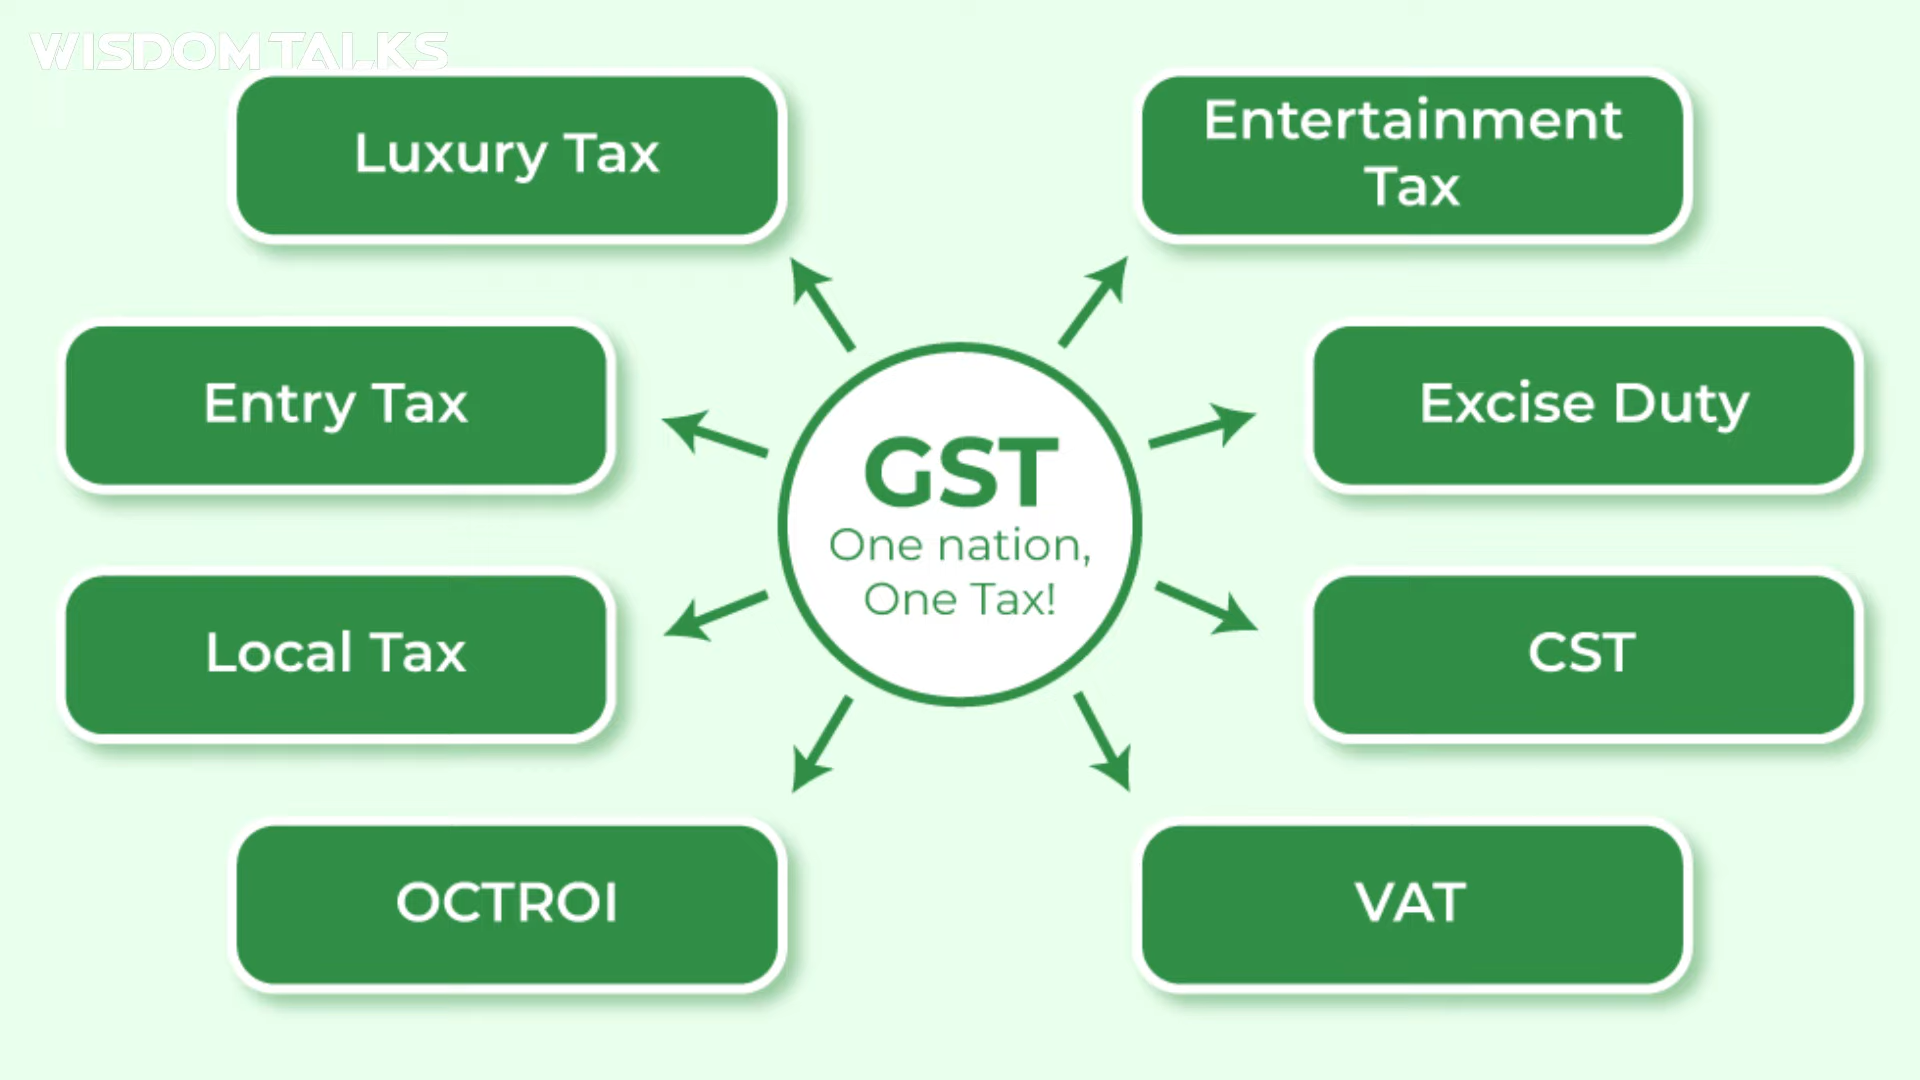 WISDOM TALKS
Luxury Tax
Entertainment
Tax
Entry Tax
Excise Duty
GST
One nation,
One Tax!
Local Tax
CST
OCTROI
VAT